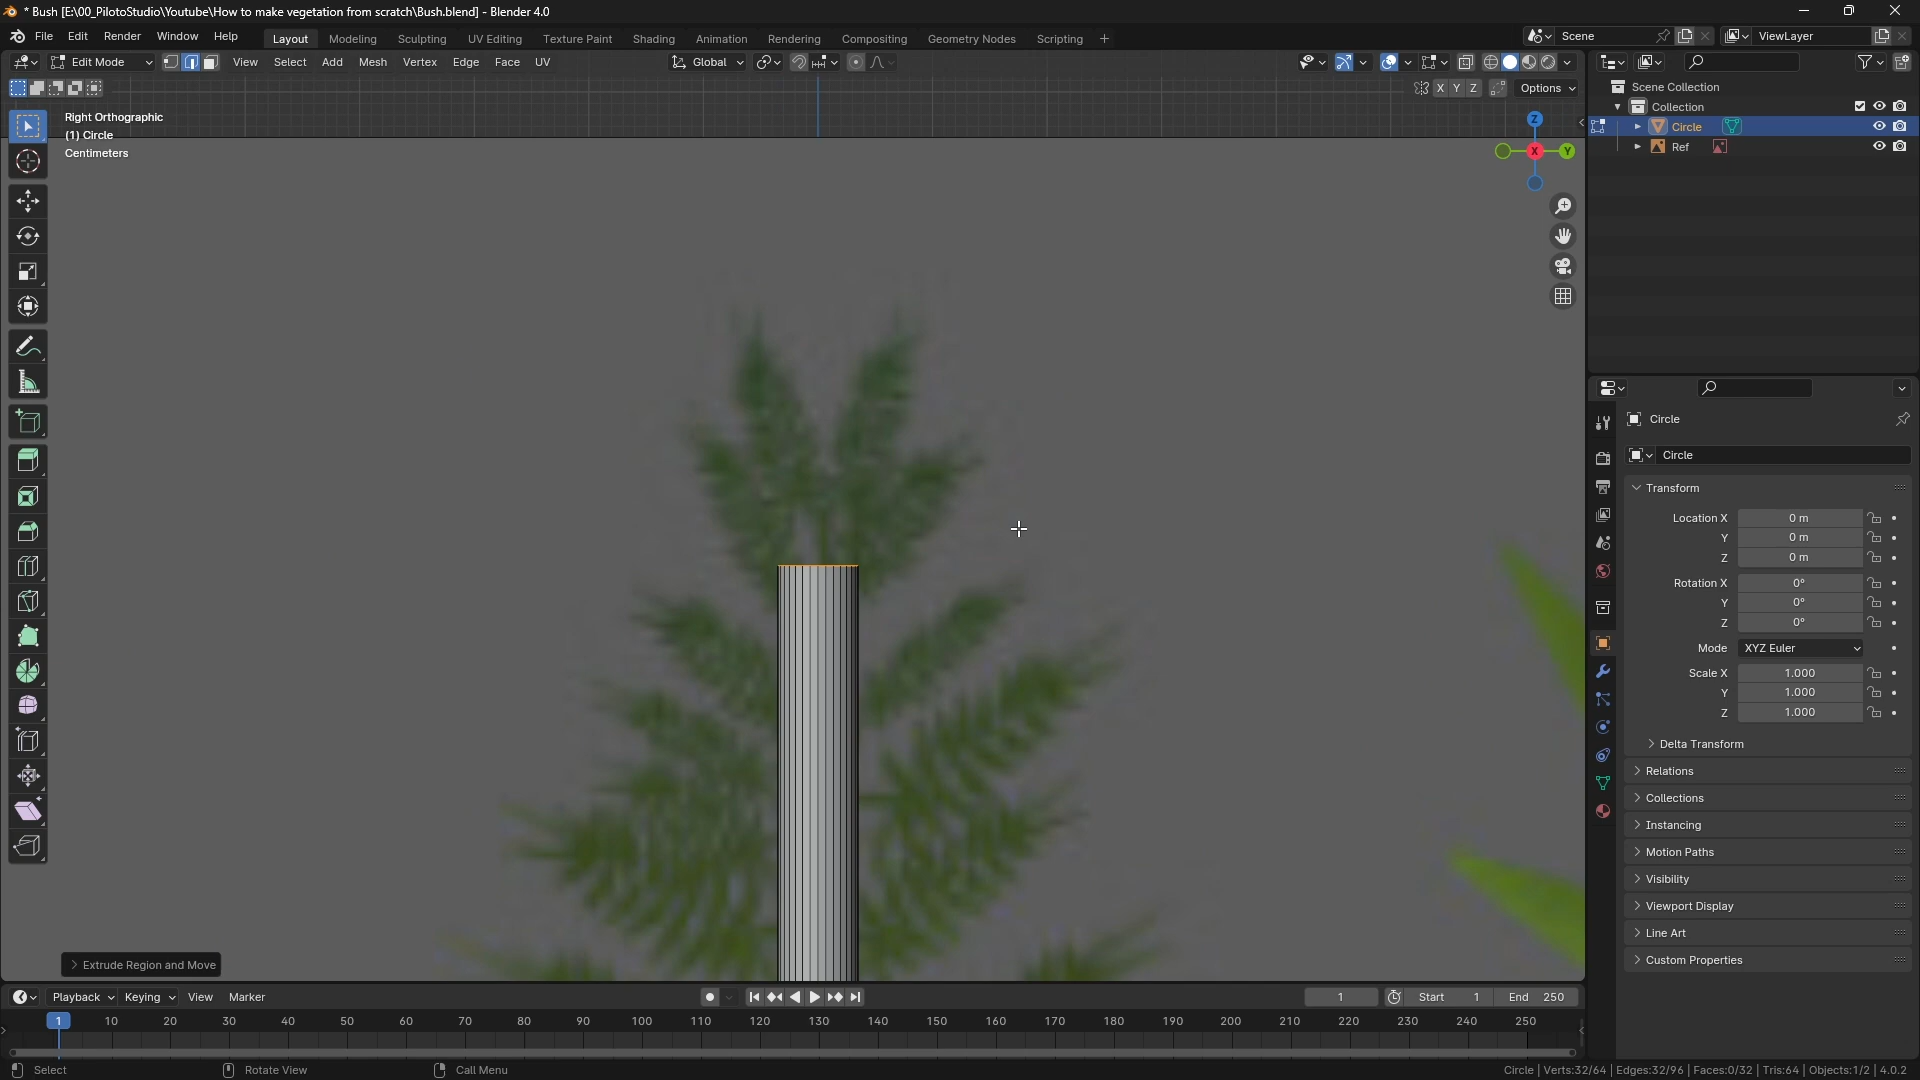 * Bush [E:\00_PilotoStudio\Youtube\How to make vegetation from scratch\Bush.blend] - Blender 4.0
File Edit Render Window Help Layout Modeling Sculpting UV Editing Texture Paint Shading Animation Rendering Compositing Geometry Nodes Scripting + Scene ViewLayer
Edit Mode View Select Add Mesh Vertex Edge Face UV Global
X Y Z Options
Right Orthographic
(1) Circle
Centimeters
Z
X
Y
Scene Collection
Collection
Circle
Ref
Circle
Circle
Transform
Location X 0 m
Y 0 m
Z 0 m
Rotation X 0°
Y 0°
Z 0°
Mode XYZ Euler
Scale X 1.000
Y 1.000
Z 1.000
Delta Transform
Relations
Collections
Instancing
Motion Paths
Visibility
Viewport Display
Line Art
Custom Properties
Extrude Region and Move
Playback Keying View Marker 1 Start 1 End 250
1 10 20 30 40 50 60 70 80 90 100 110 120 130 140 150 160 170 180 190 200 210 220 230 240 250
Select Rotate View Call Menu Circle | Verts:32/64 | Edges:32/96 | Faces:0/32 | Tris:64 | Objects:1/2 | 4.0.2